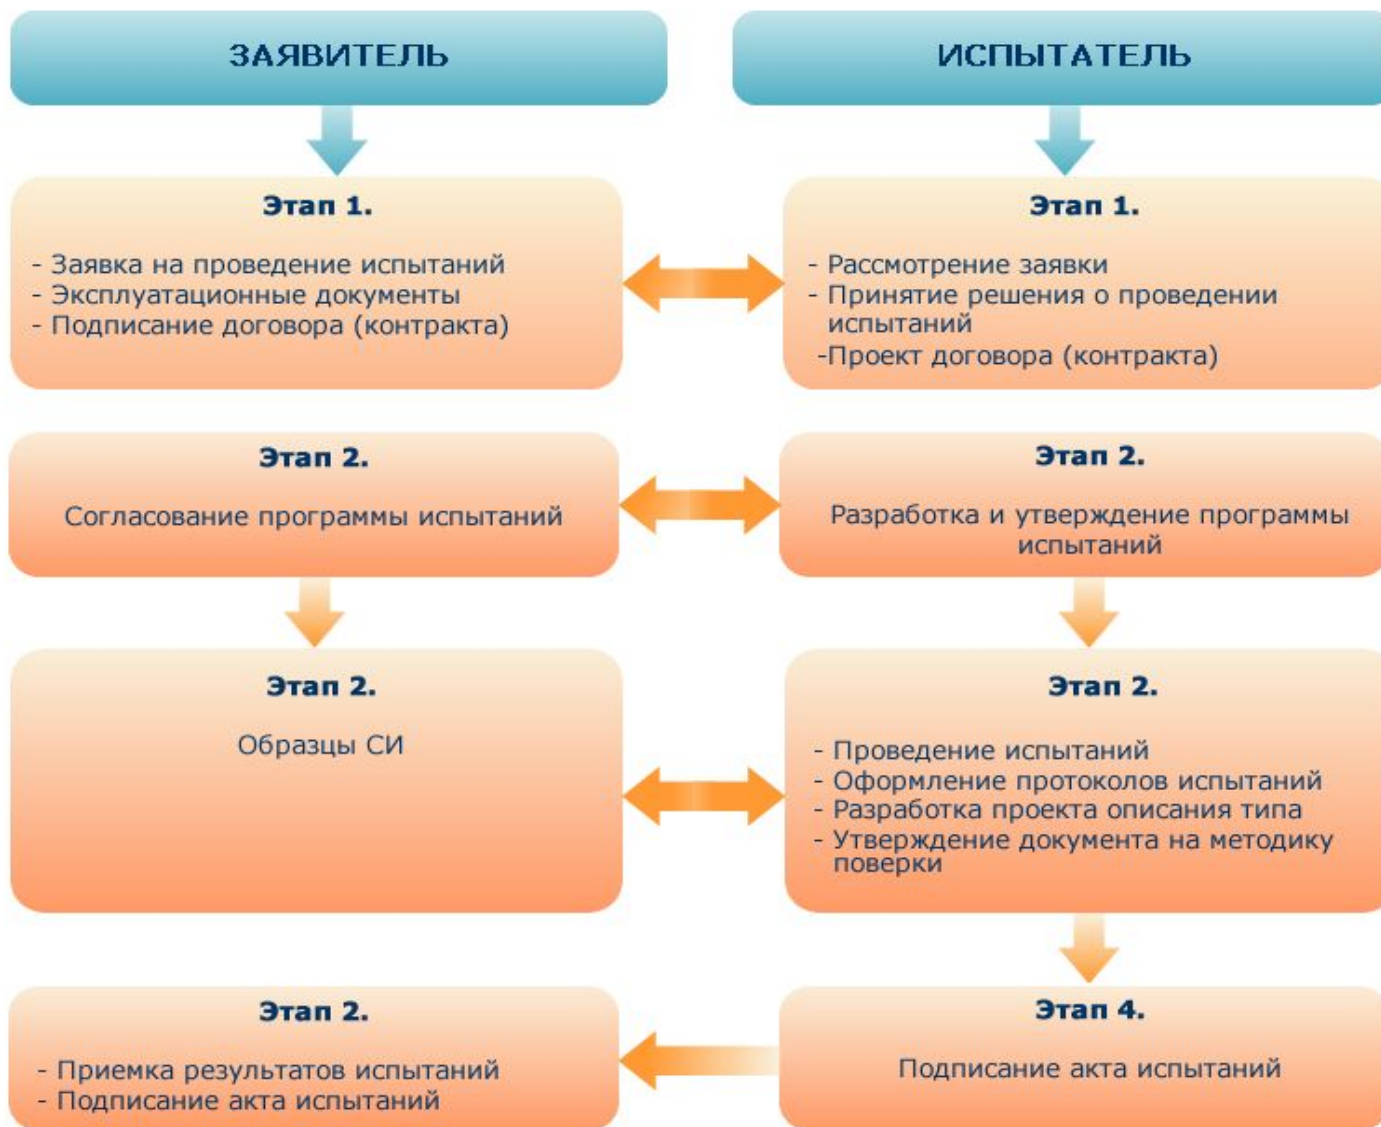 ЗАЯВИТЕЛЬ
ИСПЫТАТЕЛЬ
Этап 1.
- Заявка на проведение испытаний
- Эксплуатационные документы
- Подписание договора (контракта)
Этап 1.
- Рассмотрение заявки
- Принятие решения о проведении
испытаний
-Проект договора (контракта)
Этап 2.
Согласование программы испытаний
Этап 2.
Разработка и утверждение программы
испытаний
Этап 2.
Образцы СИ
Этап 2.
- Проведение испытаний
- Оформление протоколов испытаний
- Разработка проекта описания типа
- Утверждение документа на методику
поверки
Этап 2.
- Приемка результатов испытаний
- Подписание акта испытаний
Этап 4.
Подписание акта испытаний